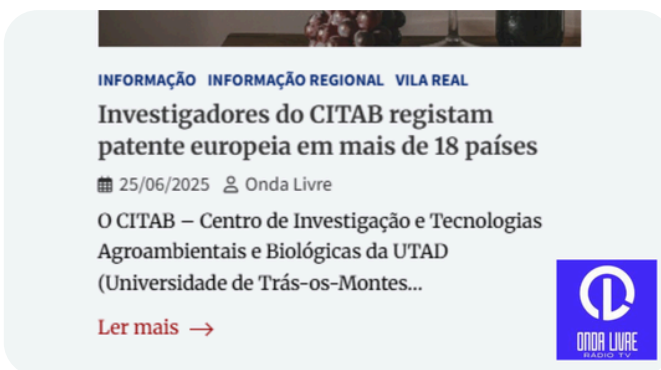 INFORMAÇÃO INFORMAÇÃO REGIONAL VILA REAL
Investigadores do CITAB registam
patente europeia em mais de 18 países
25/06/2025 Onda Livre
O CITAB – Centro de Investigação e Tecnologias
Agroambientais e Biológicas da UTAD
(Universidade de Trás-os-Montes...
Ler mais →
ONDA LIVRE
RÁDIO TV